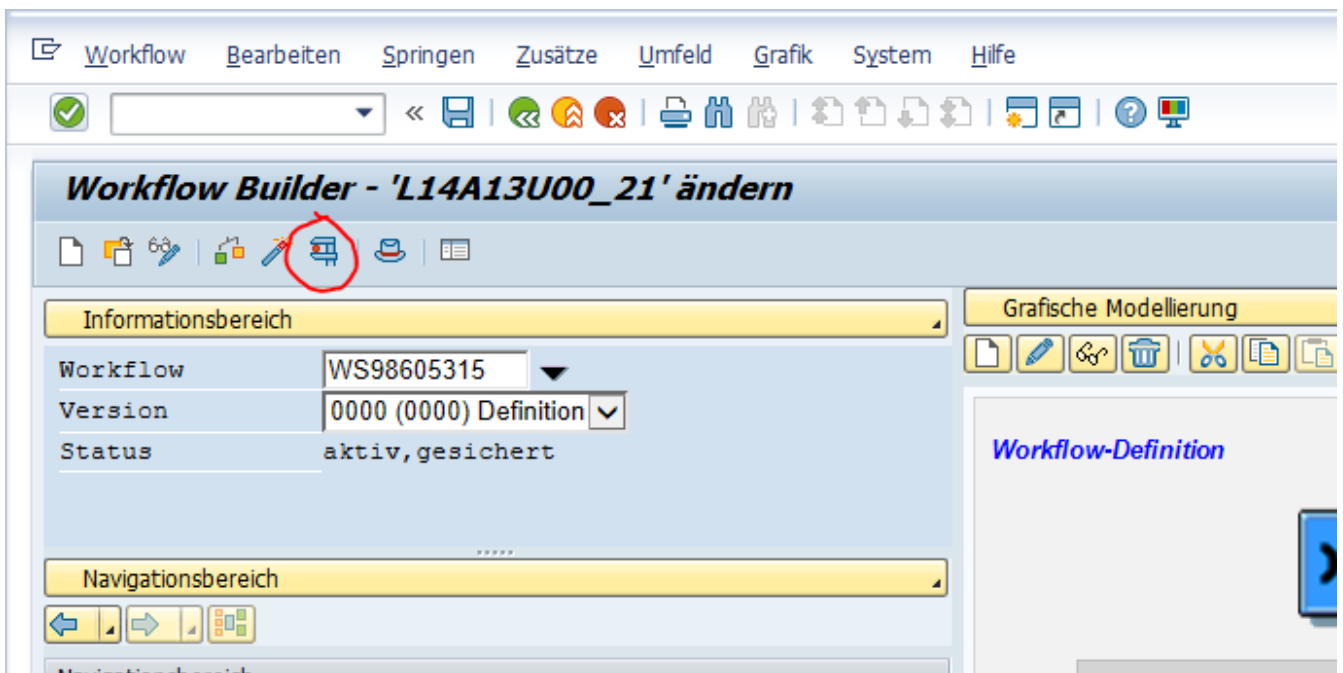 Workflow Bearbeiten Springen Zusätze Umfeld Grafik System Hilfe
Workflow Builder - 'L14A13U00_21' ändern
Informationsbereich
Workflow WS98605315
Version 0000 (0000) Definition
Status aktiv,gesichert
Navigationsbereich
Grafische Modellierung
Workflow-Definition